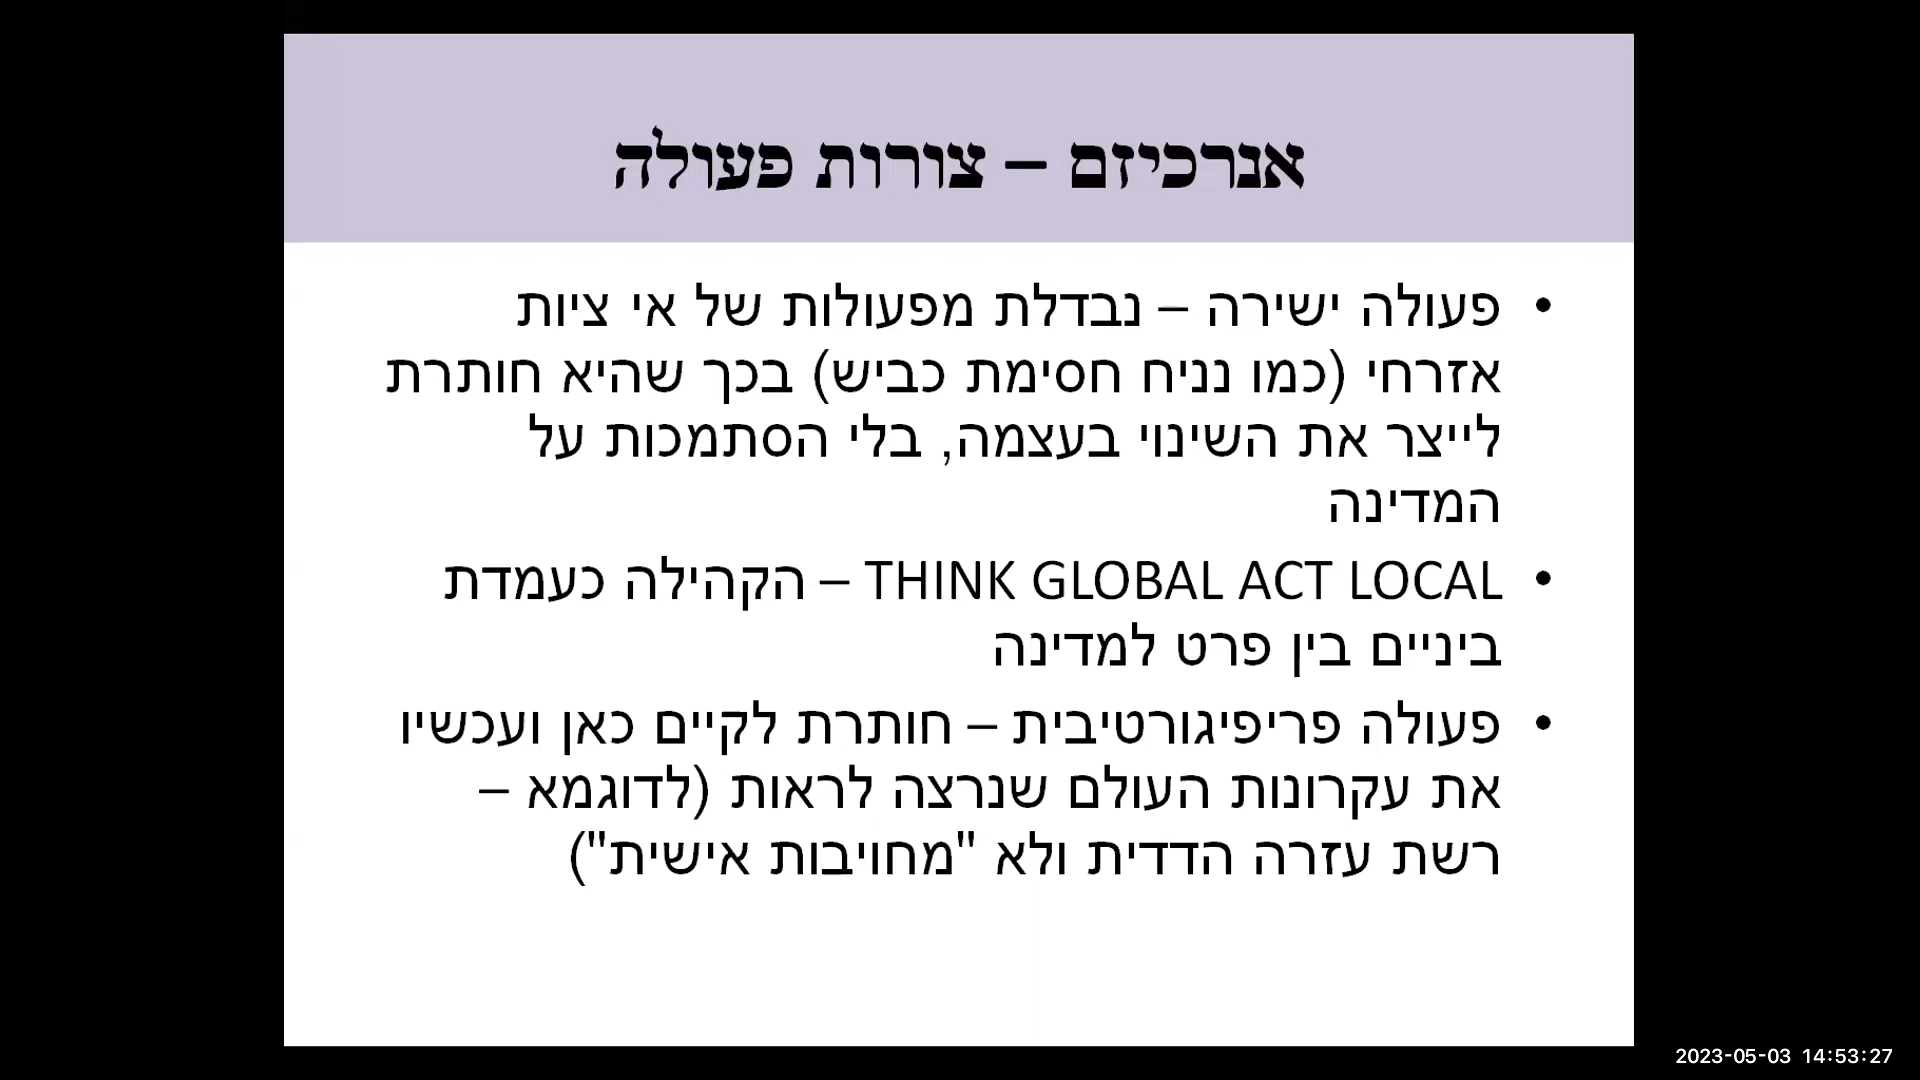 אנרכיזם – צורות פעולה
• פעולה ישירה – נבדלת מפעולות של אי ציות
אזרחי (כמו נניח חסימת כביש) בכך שהיא חותרת
לייצר את השינוי בעצמה, בלי הסתמכות על
המדינה
• THINK GLOBAL ACT LOCAL – הקהילה כעמדת
ביניים בין פרט למדינה
• פעולה פריפיגורטיבית – חותרת לקיים כאן ועכשיו
את עקרונות העולם שנרצה לראות (לדוגמא –
רשת עזרה הדדית ולא "מחויבות אישית")
2023-05-03 14:53:27